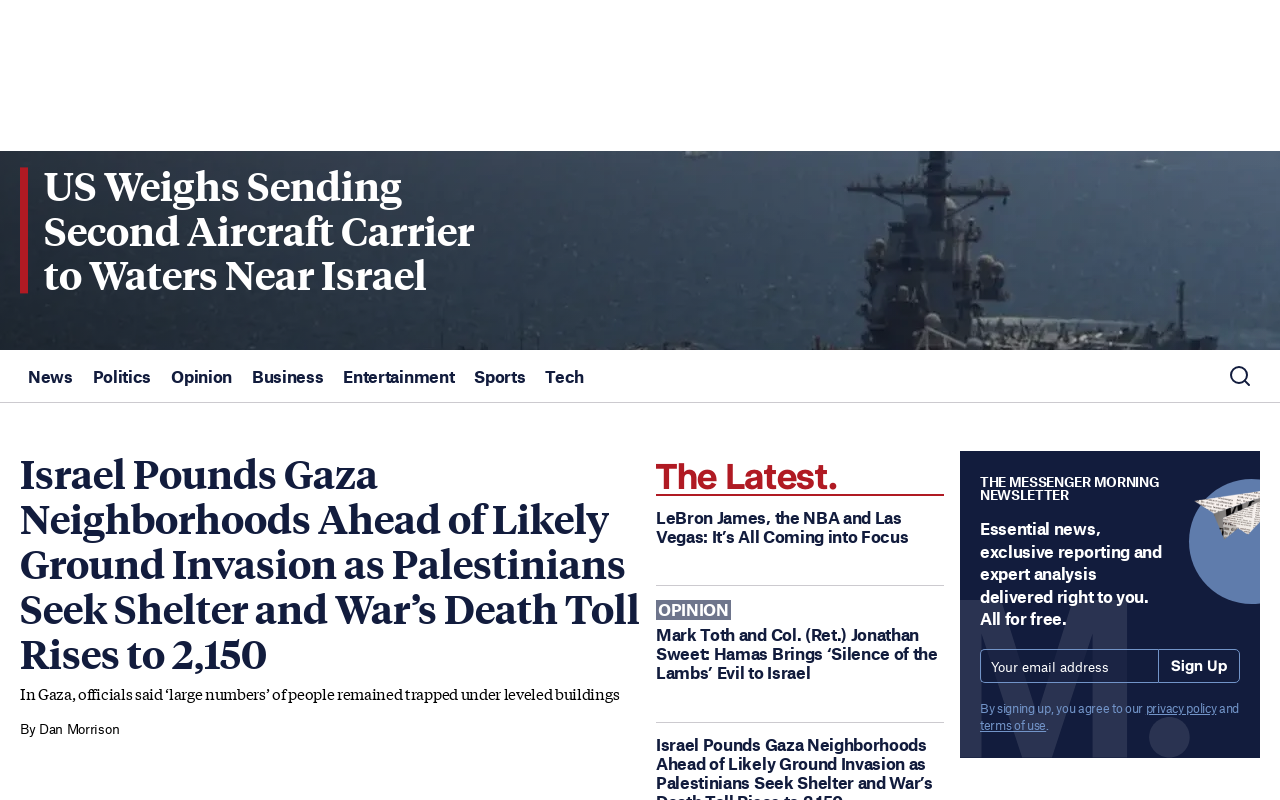 US Weighs Sending
Second Aircraft Carrier
to Waters Near Israel
News Politics Opinion Business Entertainment Sports Tech
Israel Pounds Gaza
Neighborhoods Ahead of Likely
Ground Invasion as Palestinians
Seek Shelter and War’s Death Toll
Rises to 2,150
In Gaza, officials said ‘large numbers’ of people remained trapped under leveled buildings
By Dan Morrison
The Latest.
LeBron James, the NBA and Las
Vegas: It’s All Coming into Focus
OPINION
Mark Toth and Col. (Ret.) Jonathan
Sweet: Hamas Brings ‘Silence of the
Lambs’ Evil to Israel
Israel Pounds Gaza Neighborhoods
Ahead of Likely Ground Invasion as
Palestinians Seek Shelter and War’s
Death Toll Rises to 2,150
THE MESSENGER MORNING
NEWSLETTER
Essential news,
exclusive reporting and
expert analysis
delivered right to you.
All for free.
Your email address Sign Up
By signing up, you agree to our privacy policy and
terms of use.
M.